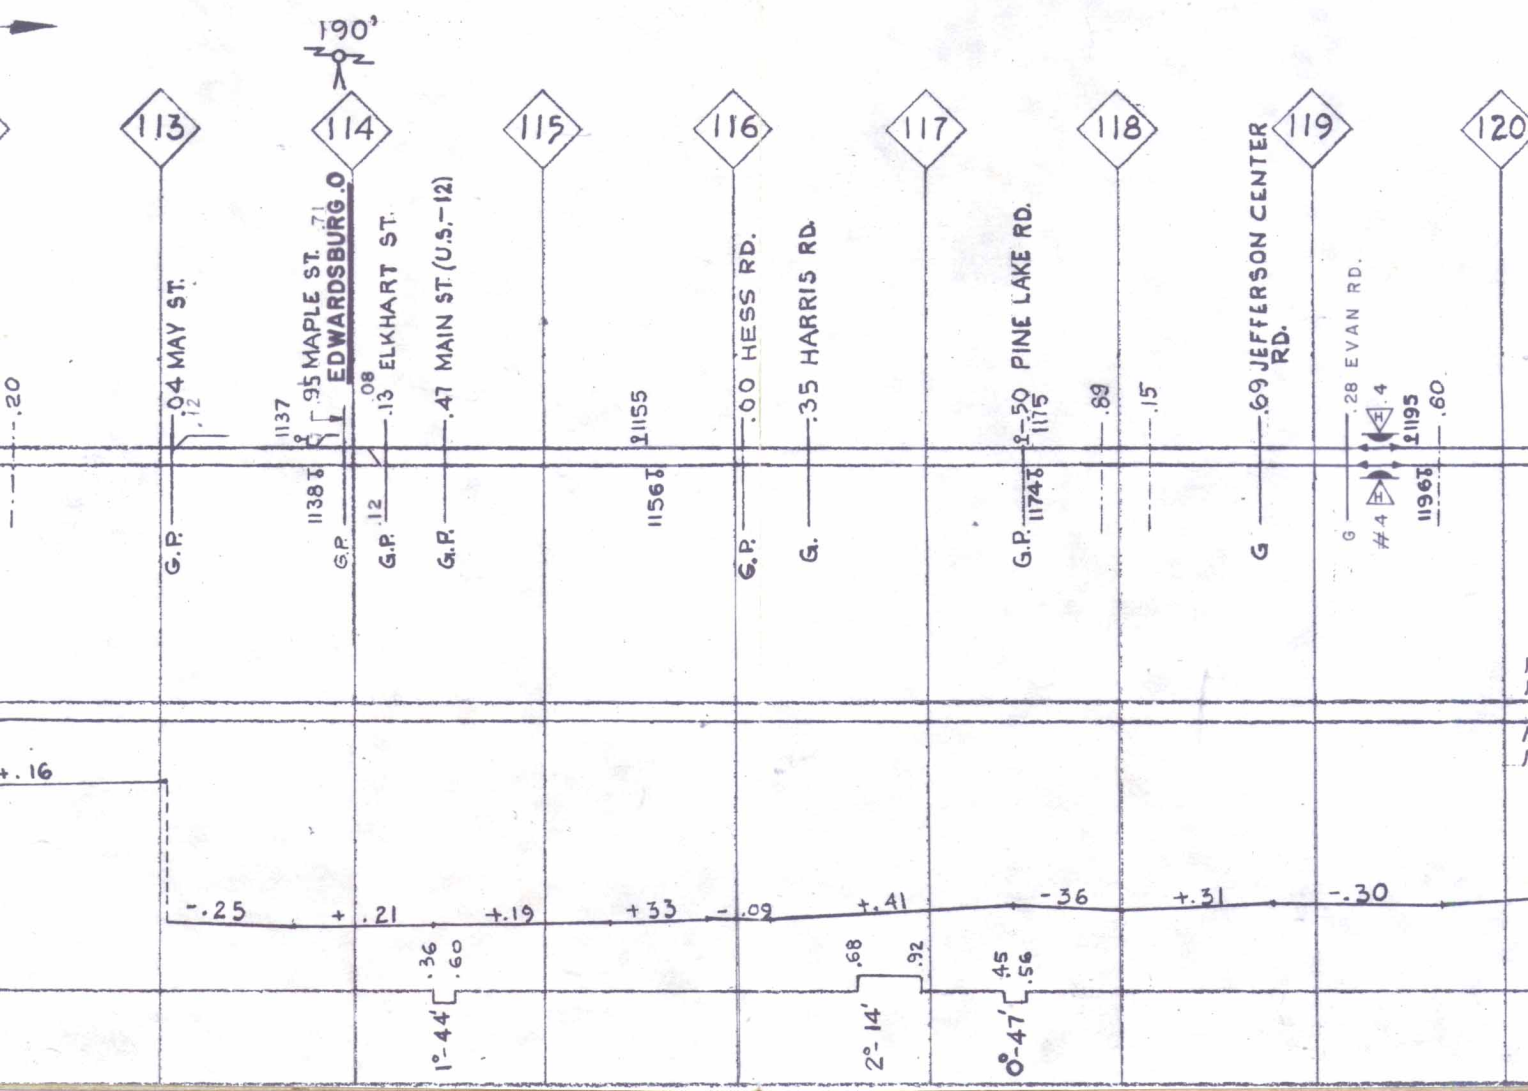 190'
113
114
115
116
117
118
119
120
.20
.04 MAY ST.
.12
1137
.95 MAPLE ST. .71
EDWARDSBURG.O
.08
.13 ELKHART ST.
.47 MAIN ST. (U.S.-12)
1155
.00 HESS RD.
.35 HARRIS RD.
.50 PINE LAKE RD.
1175
.89
.15
.69 JEFFERSON CENTER
RD.
.28 EVAN RD.
H 4
1195
.60
G.P.
1138
G.P.
.12
G.P.
G.P.
1156
G.P.
G.
G.P.
1174
G
G
#4 H
1196
+.16
-.25
+ .21
+.19
+33
-.09
+.41
-36
+.31
-.30
.36
.60
.68
.92
.45
.56
1°-44'
2°-14'
0°-47'